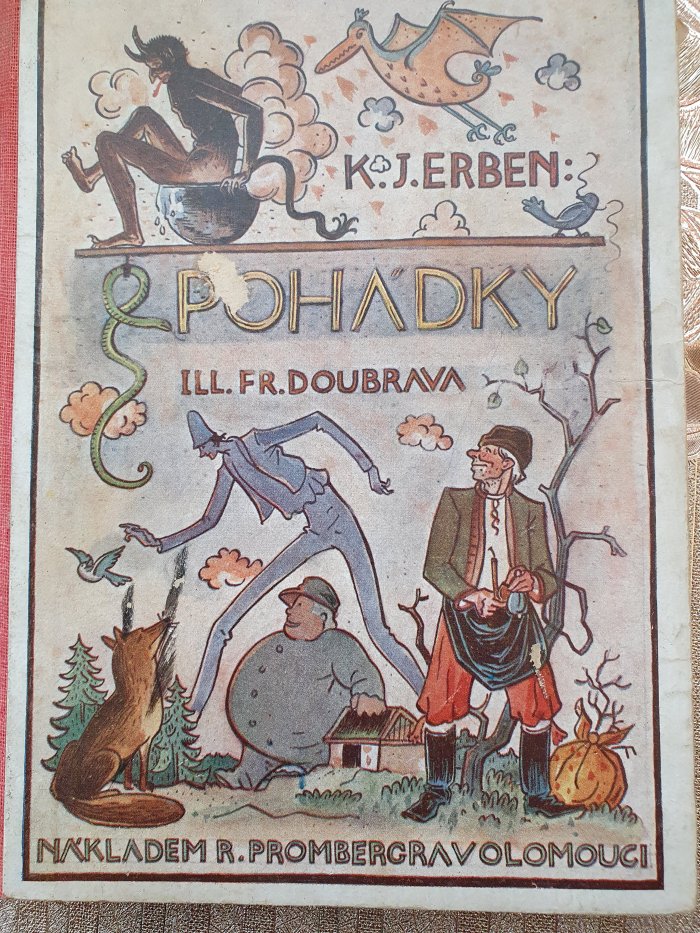 K. J. ERBEN:
POHÁDKY
ILL. FR. DOUBRAVA
NÁKLADEM R. PROMBERGRA V OLOMOUCI